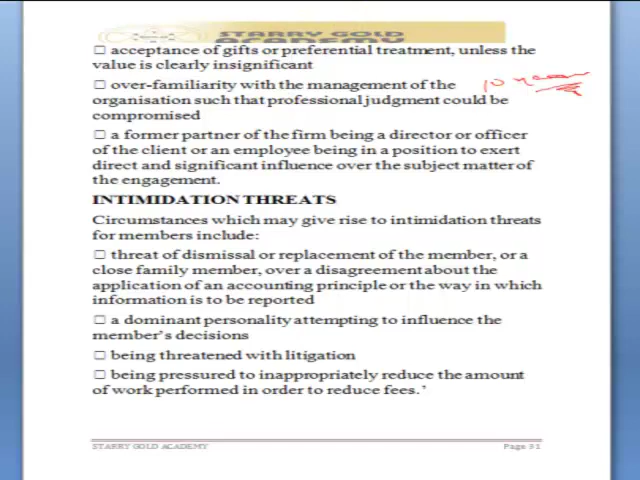 STARRY GOLD
ACADEMY
☐ acceptance of gifts or preferential treatment, unless the
value is clearly insignificant
☐ over-familiarity with the management of the
organisation such that professional judgment could be
compromised
☐ a former partner of the firm being a director or officer
of the client or an employee being in a position to exert
direct and significant influence over the subject matter of
the engagement.
INTIMIDATION THREATS
Circumstances which may give rise to intimidation threats
for members include:
☐ threat of dismissal or replacement of the member, or a
close family member, over a disagreement about the
application of an accounting principle or the way in which
information is to be reported
☐ a dominant personality attempting to influence the
member's decisions
☐ being threatened with litigation
☐ being pressured to inappropriately reduce the amount
of work performed in order to reduce fees.’
STARRY GOLD ACADEMY Page 51